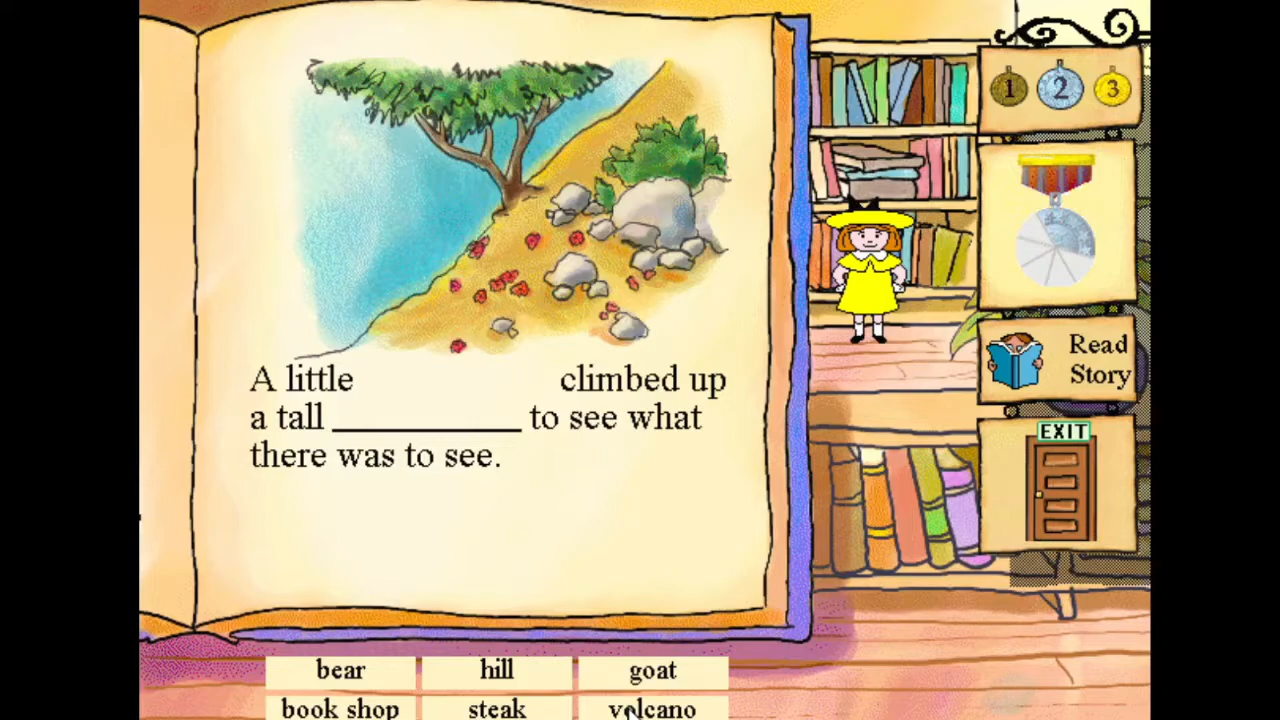 A little climbed up
a tall __________ to see what
there was to see.
1 2 3
Read
Story
EXIT
bear hill goat
book shop steak volcano